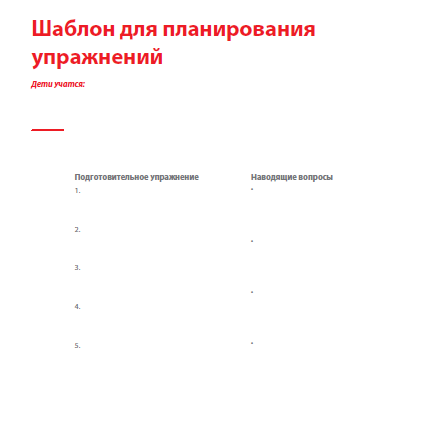 Шаблон для планирования
упражнений
Дети учатся:
Подготовительное упражнение
1.
2.
3.
4.
5.
Наводящие вопросы
•
•
•
•